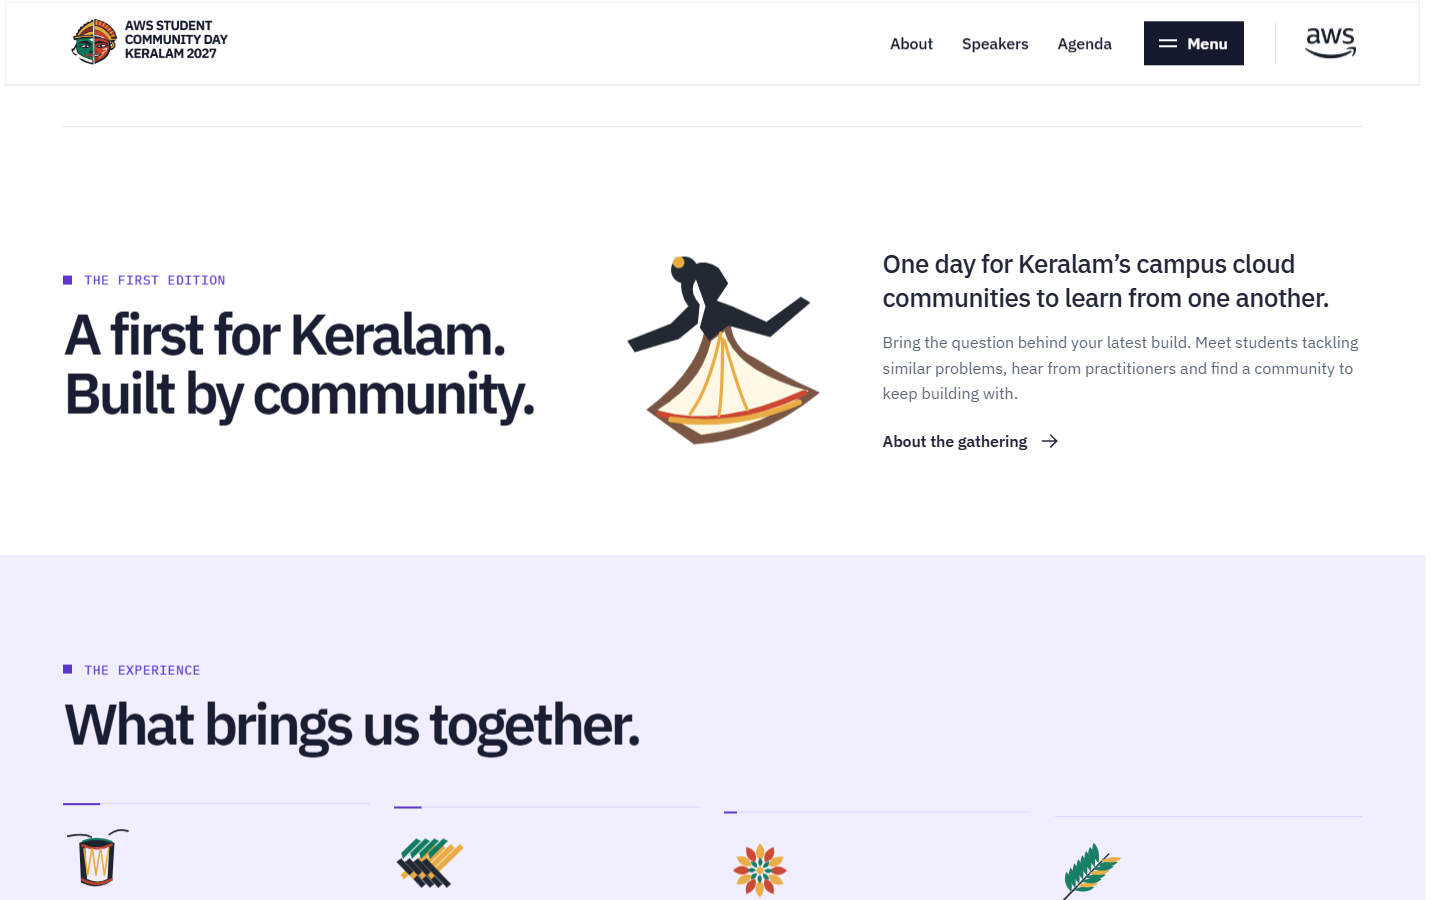 AWS STUDENT
COMMUNITY DAY
KERALAM 2027
About
Speakers
Agenda
Menu
aws
THE FIRST EDITION
A first for Keralam.
Built by community.
One day for Keralam’s campus cloud
communities to learn from one another.
Bring the question behind your latest build. Meet students tackling
similar problems, hear from practitioners and find a community to
keep building with.
About the gathering
THE EXPERIENCE
What brings us together.